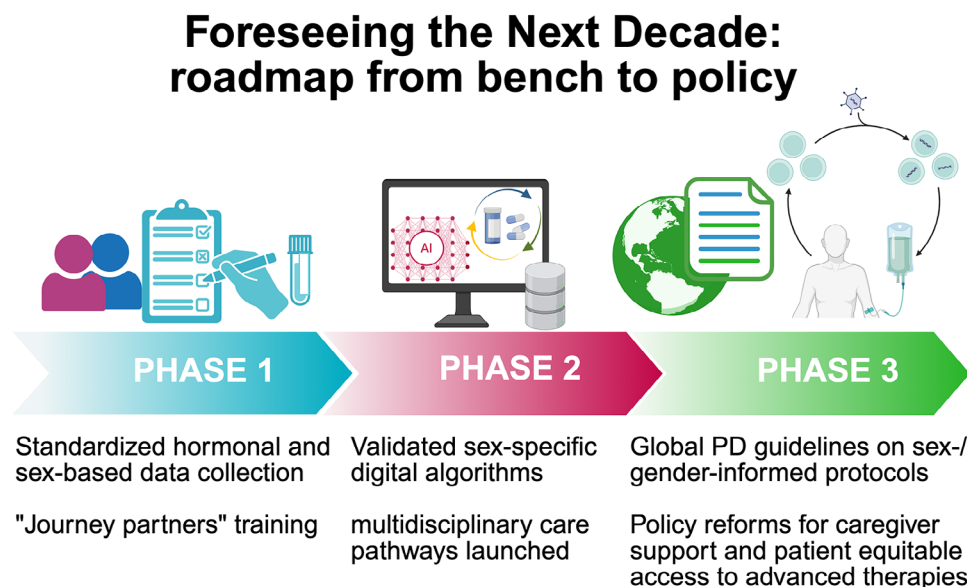 Foreseeing the Next Decade:
roadmap from bench to policy
AI
PHASE 1
PHASE 2
PHASE 3
Standardized hormonal and
sex-based data collection
"Journey partners" training
Validated sex-specific
digital algorithms
multidisciplinary care
pathways launched
Global PD guidelines on sex-/
gender-informed protocols
Policy reforms for caregiver
support and patient equitable
access to advanced therapies